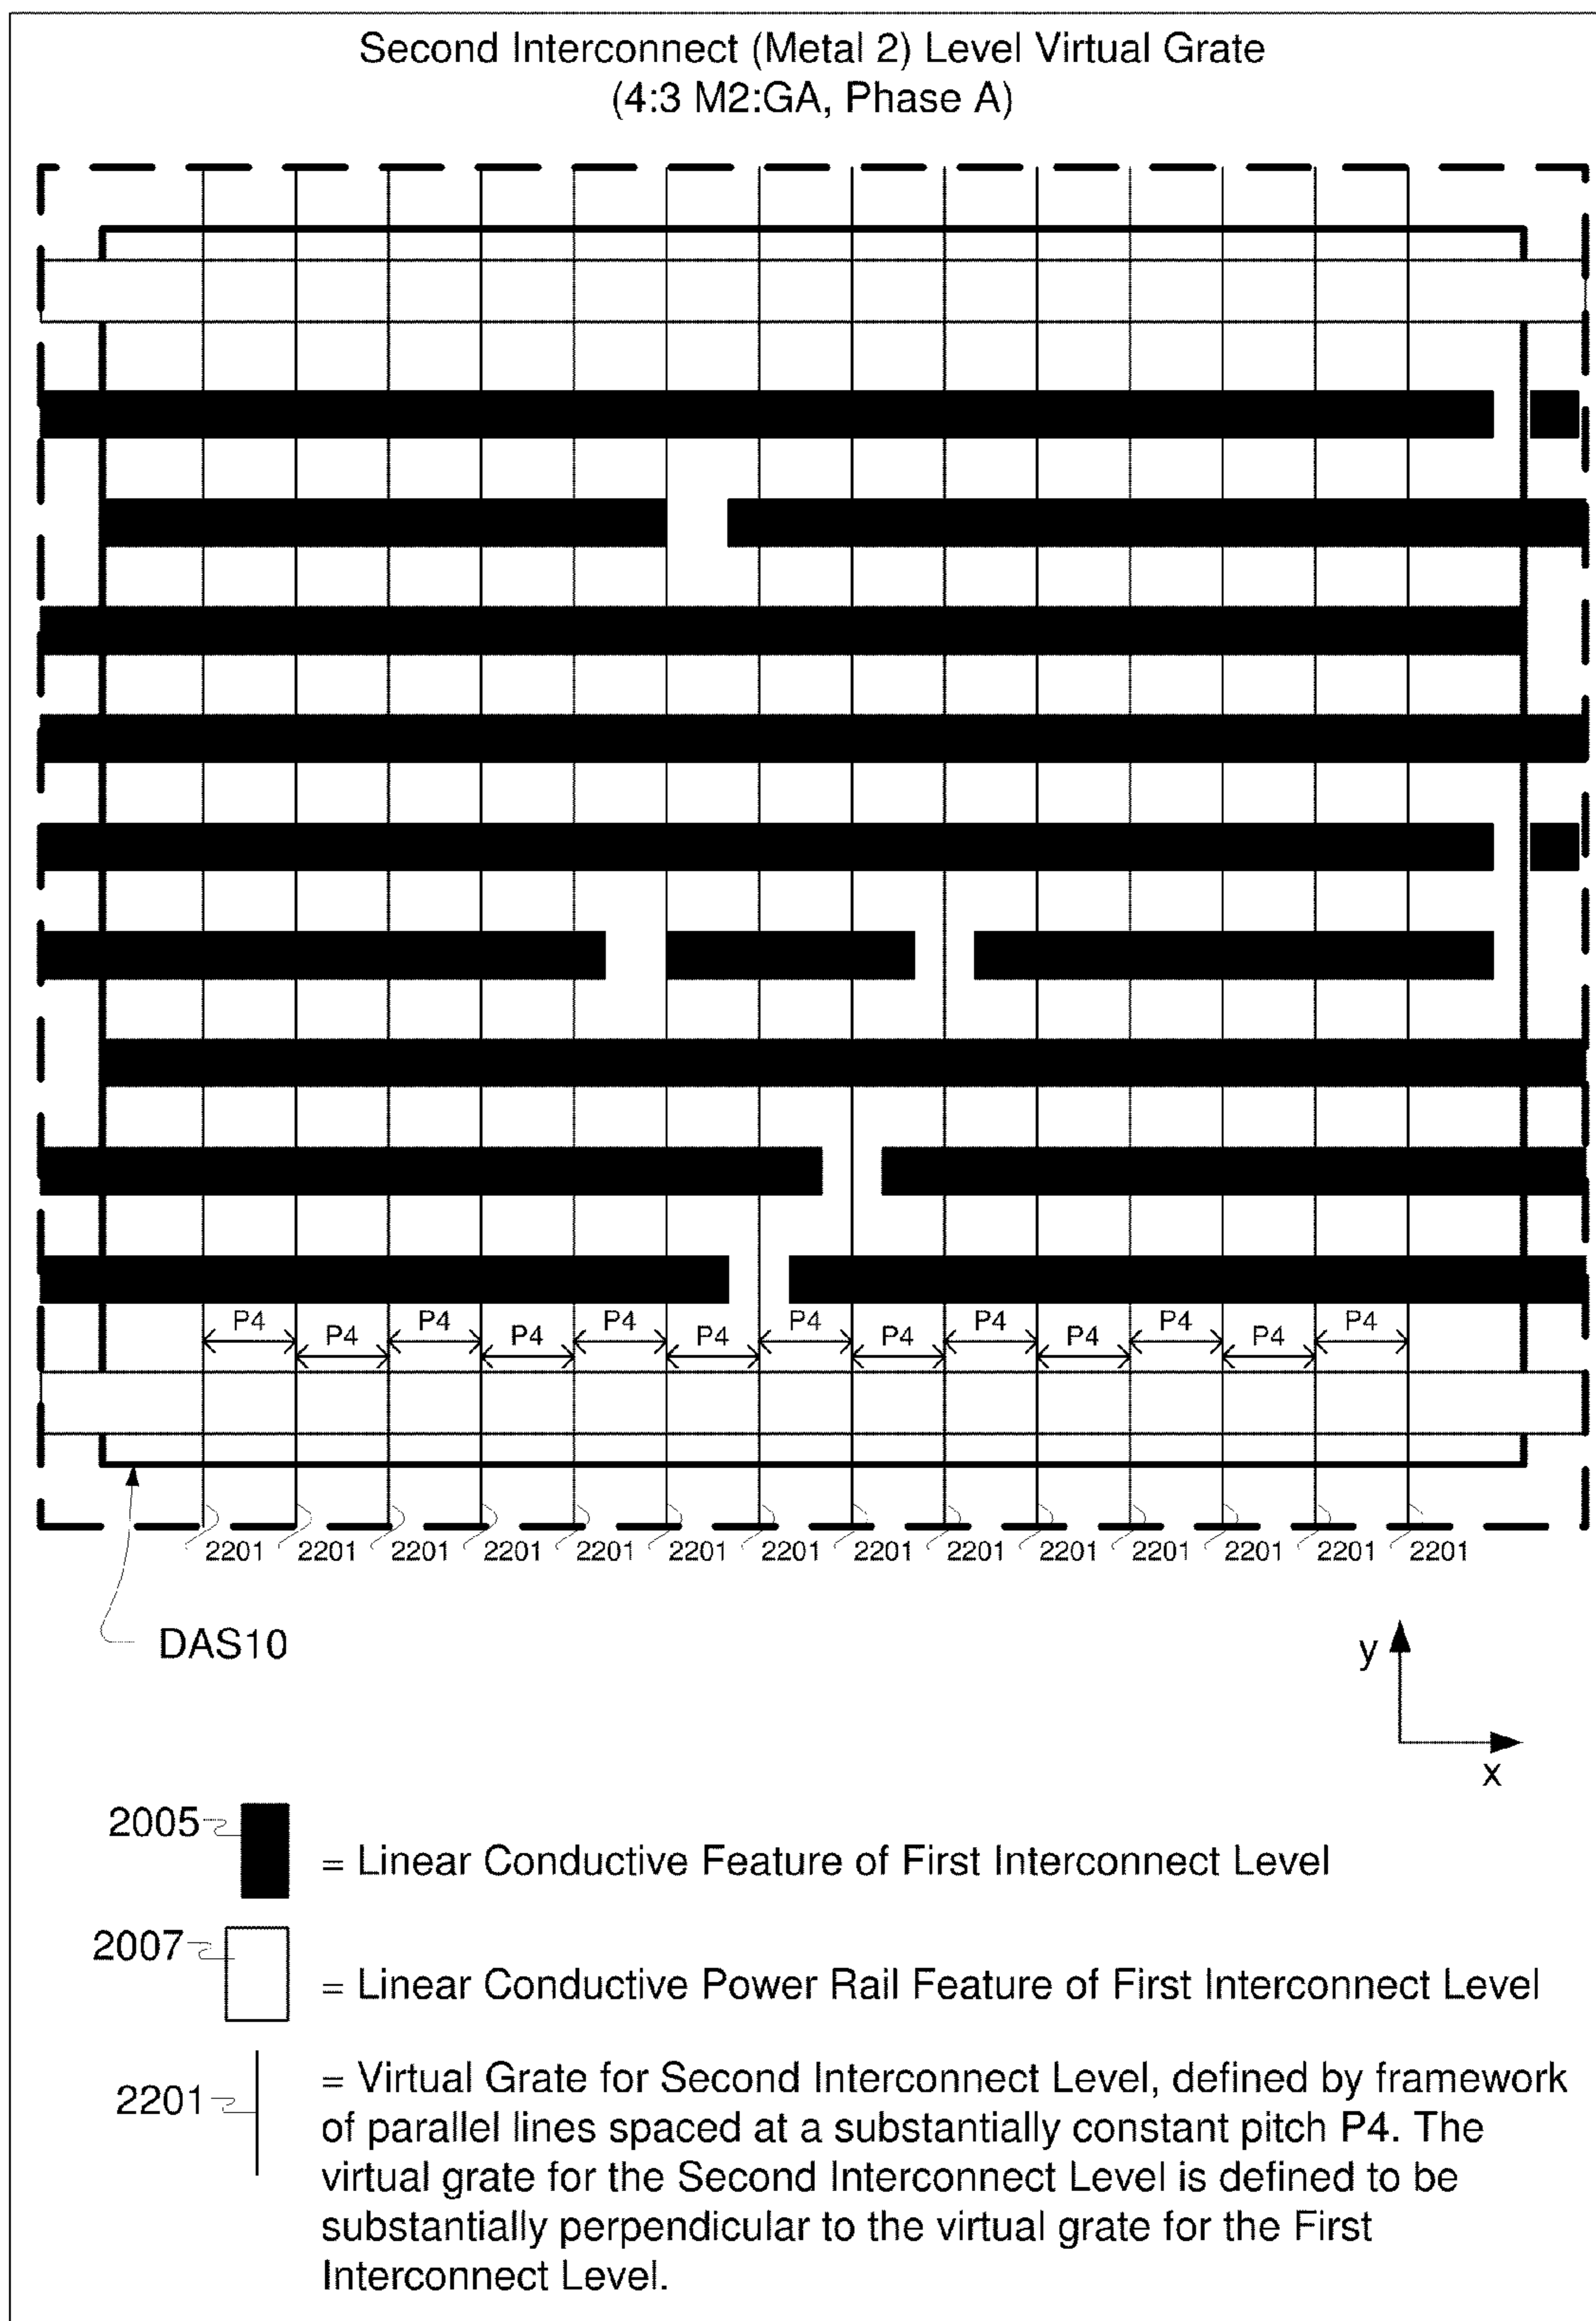 Second Interconnect (Metal 2) Level Virtual Grate
(4:3 M2:GA, Phase A)
P4 P4 P4 P4 P4 P4 P4
P4 P4 P4 P4 P4 P4
2201 2201 2201 2201 2201 2201 2201 2201 2201 2201 2201 2201 2201 2201
DAS10
y
x
2005
= Linear Conductive Feature of First Interconnect Level
2007
= Linear Conductive Power Rail Feature of First Interconnect Level
2201
= Virtual Grate for Second Interconnect Level, defined by framework
of parallel lines spaced at a substantially constant pitch P4. The
virtual grate for the Second Interconnect Level is defined to be
substantially perpendicular to the virtual grate for the First
Interconnect Level.